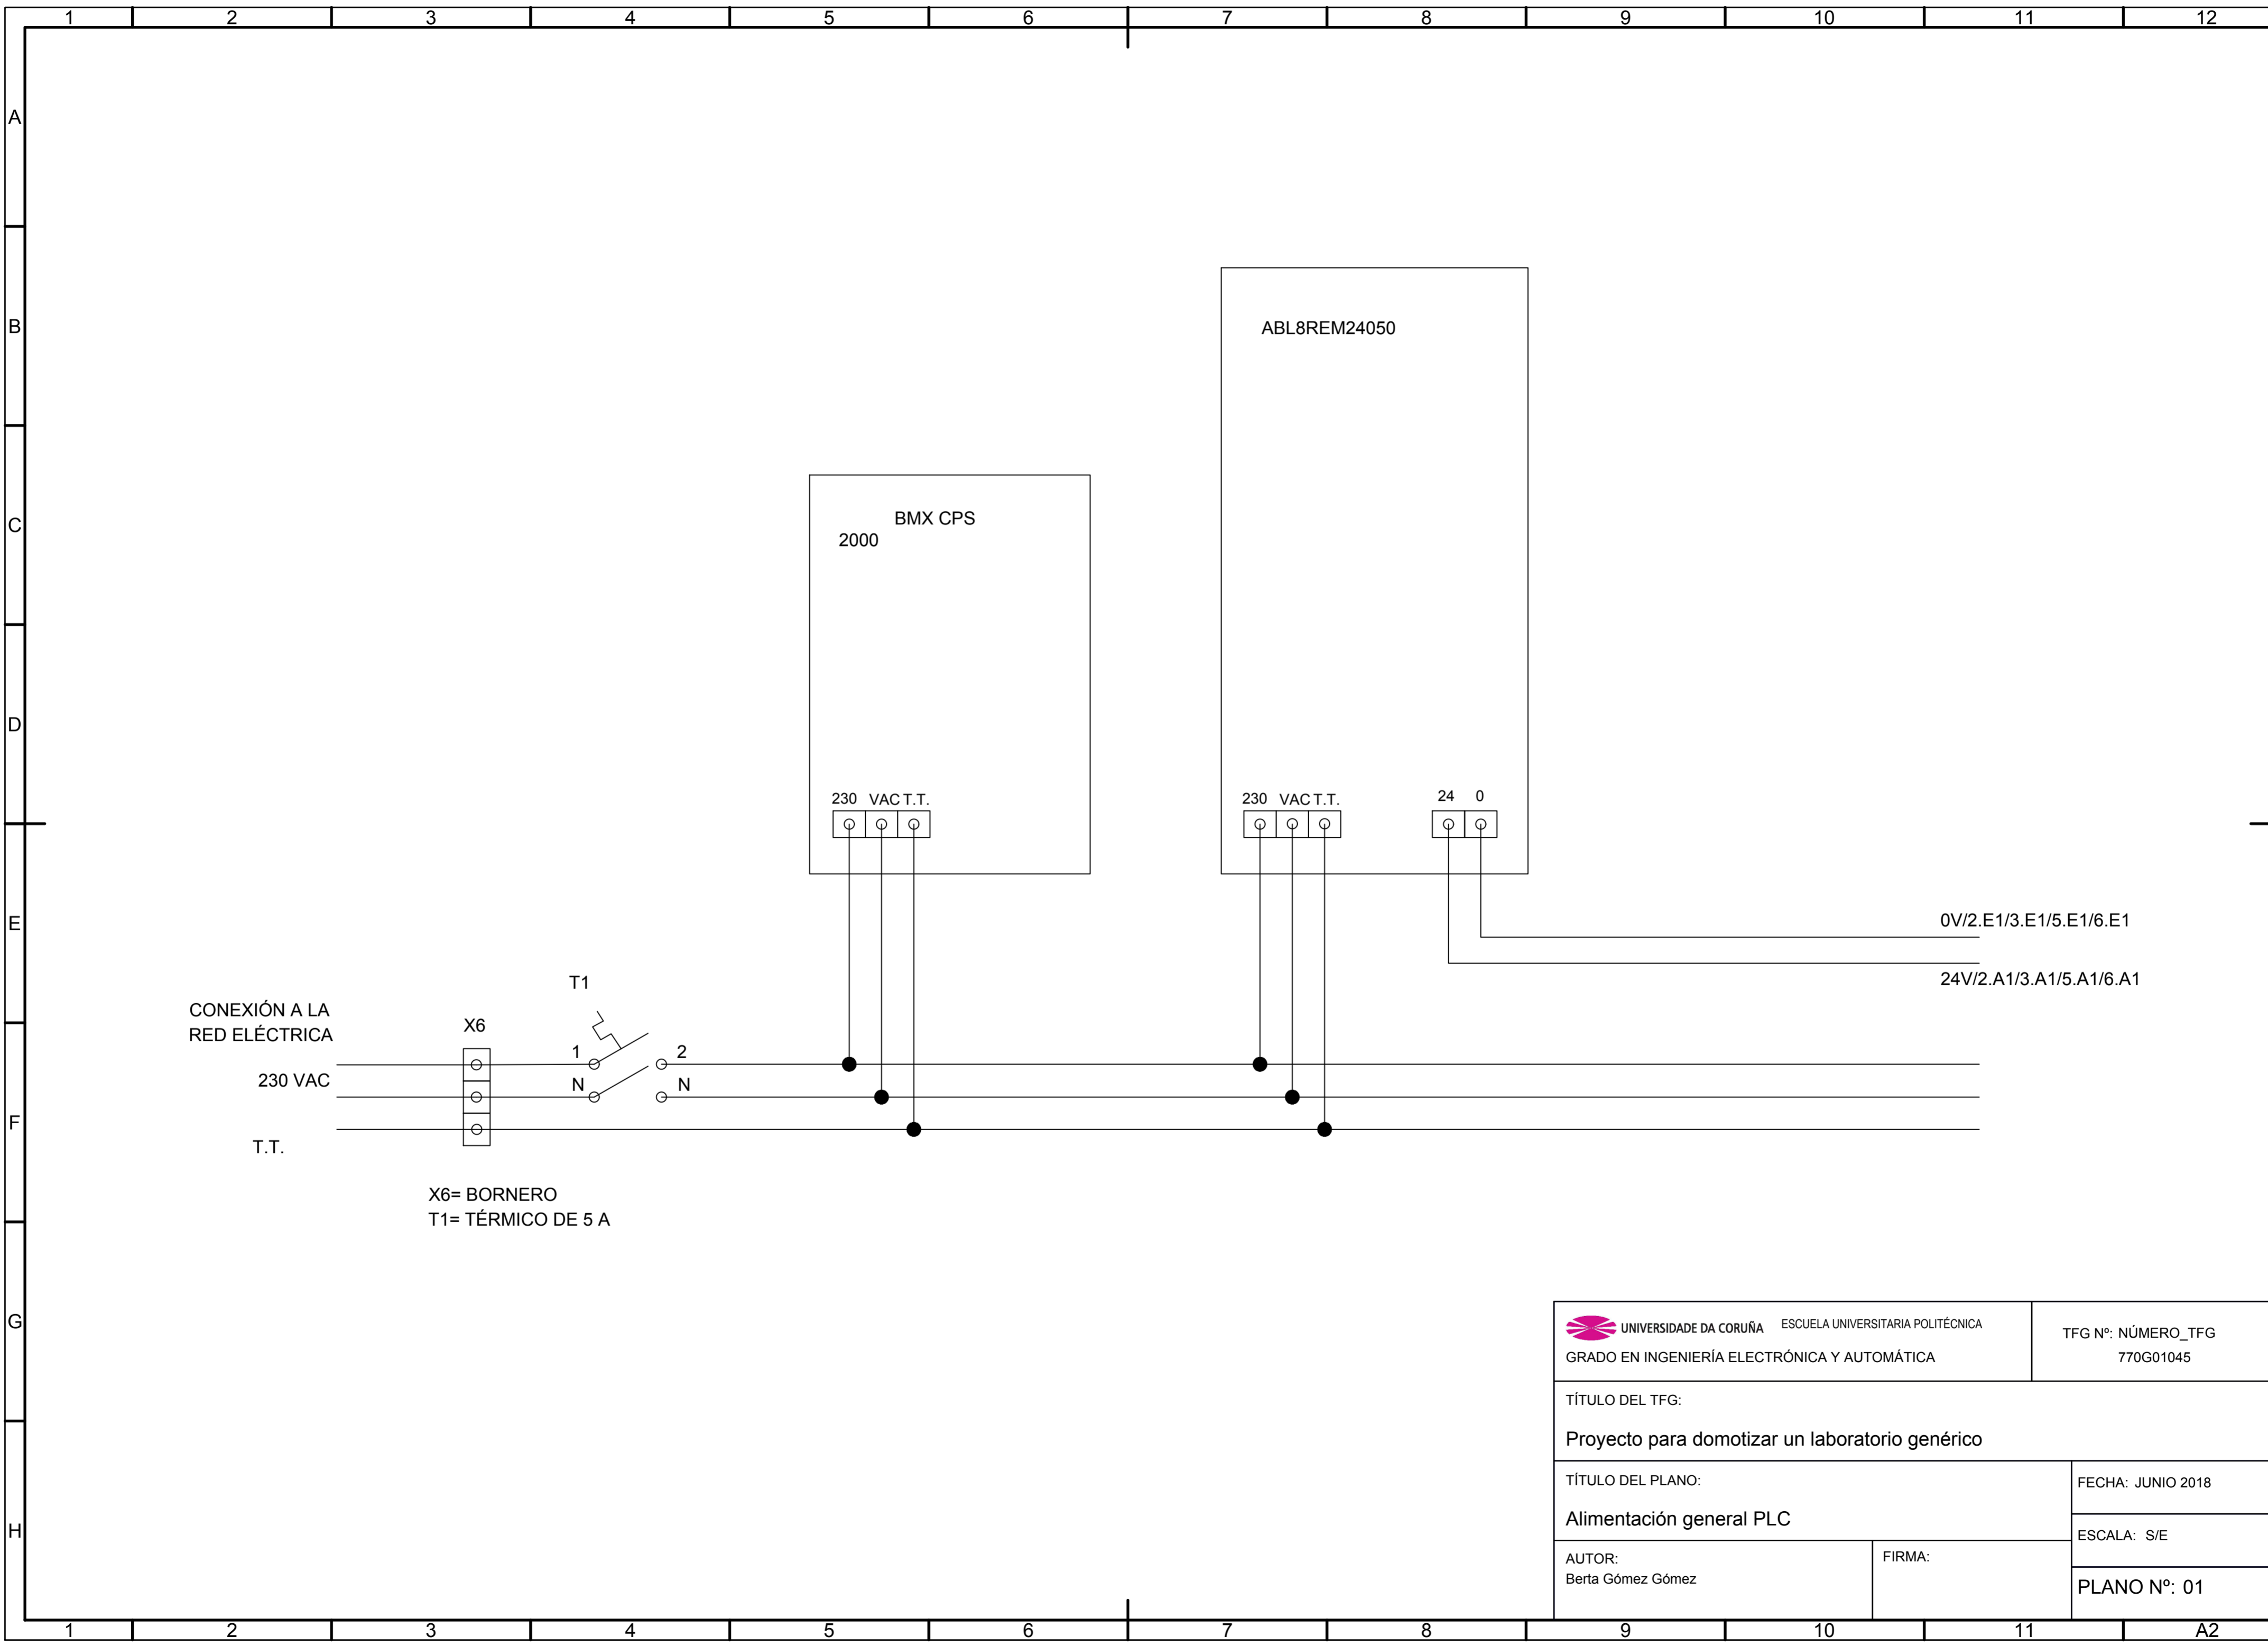 1 2 3 4 5 6 7 8 9 10 11 12
A
B
C
D
E
F
G
H
ABL8REM24050
BMX CPS
2000
230 VAC T.T.
230 VAC T.T.
24 0
0V/2.E1/3.E1/5.E1/6.E1
24V/2.A1/3.A1/5.A1/6.A1
T1
CONEXIÓN A LA
RED ELÉCTRICA
X6
1 2
230 VAC
N N
T.T.
X6= BORNERO
T1= TÉRMICO DE 5 A
UNIVERSIDADE DA CORUÑA ESCUELA UNIVERSITARIA POLITÉCNICA
GRADO EN INGENIERÍA ELECTRÓNICA Y AUTOMÁTICA
TFG Nº: NÚMERO_TFG
770G01045
TÍTULO DEL TFG:
Proyecto para domotizar un laboratorio genérico
TÍTULO DEL PLANO:
Alimentación general PLC
FECHA: JUNIO 2018
ESCALA: S/E
AUTOR:
Berta Gómez Gómez
FIRMA:
PLANO Nº: 01
1 2 3 4 5 6 7 8 9 10 11 A2